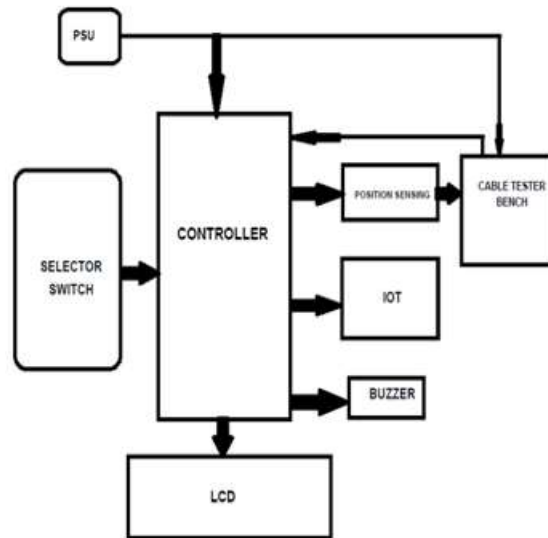 PSU
CONTROLLER
POSITION SENSING
CABLE TESTER
BENCH
SELECTOR
SWITCH
IOT
BUZZER
LCD